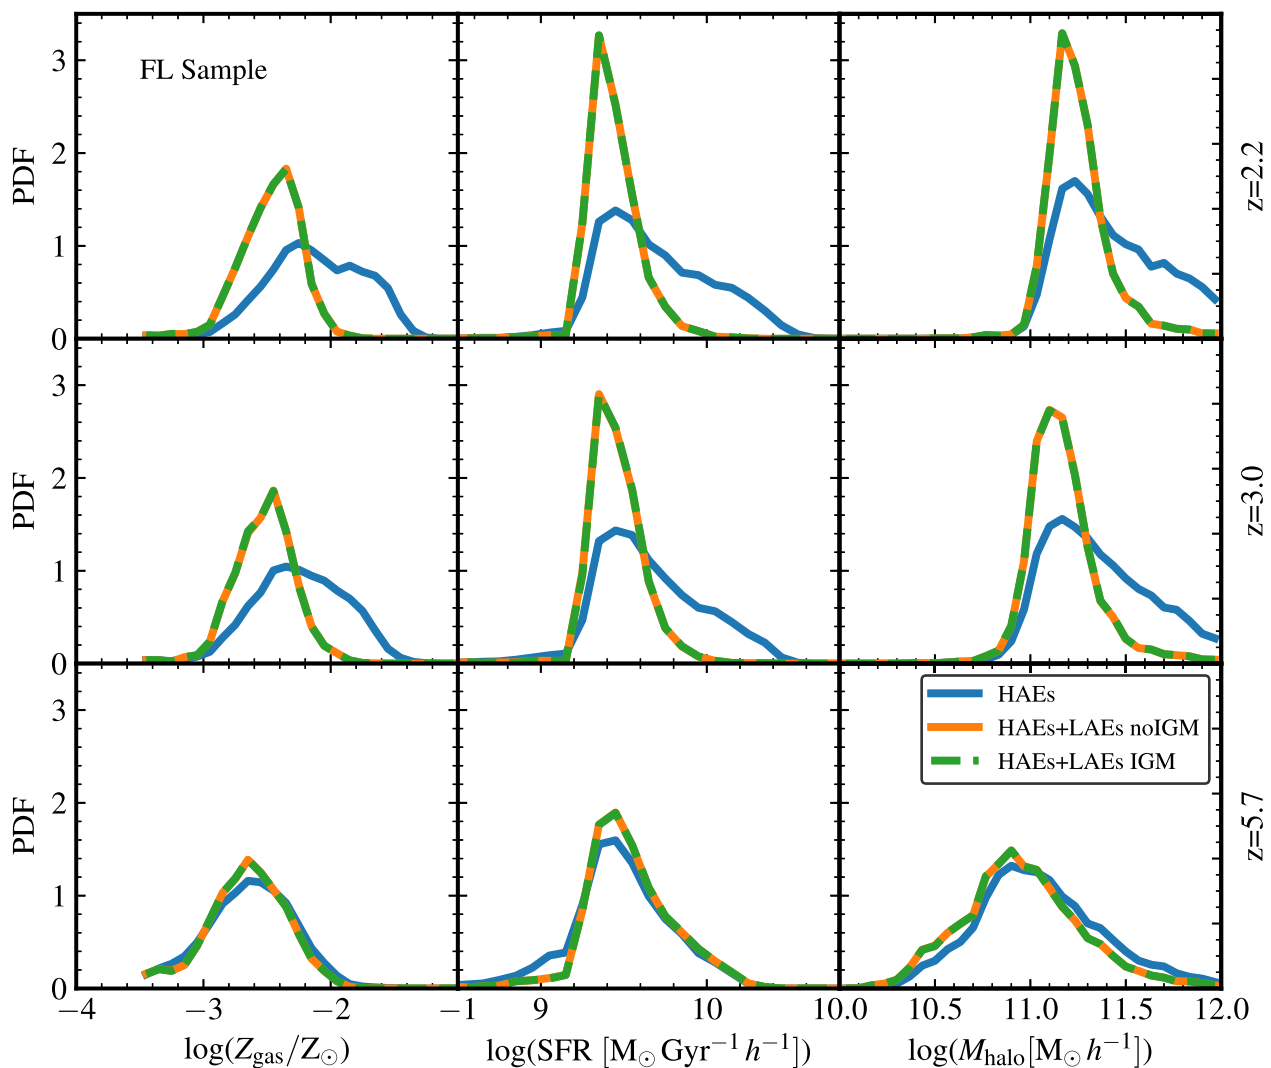 FL Sample
PDF
3
2
1
0
z=2.2
PDF
3
2
1
0
z=3.0
HAEs
HAEs+LAEs noIGM
HAEs+LAEs IGM
PDF
3
2
1
0
z=5.7
−4 −3 −2 −1 9 10 10.0 10.5 11.0 11.5 12.0
log(Z_gas/Z_⊙) log(SFR [M_⊙ Gyr⁻¹ h⁻¹]) log(M_halo[M_⊙ h⁻¹])